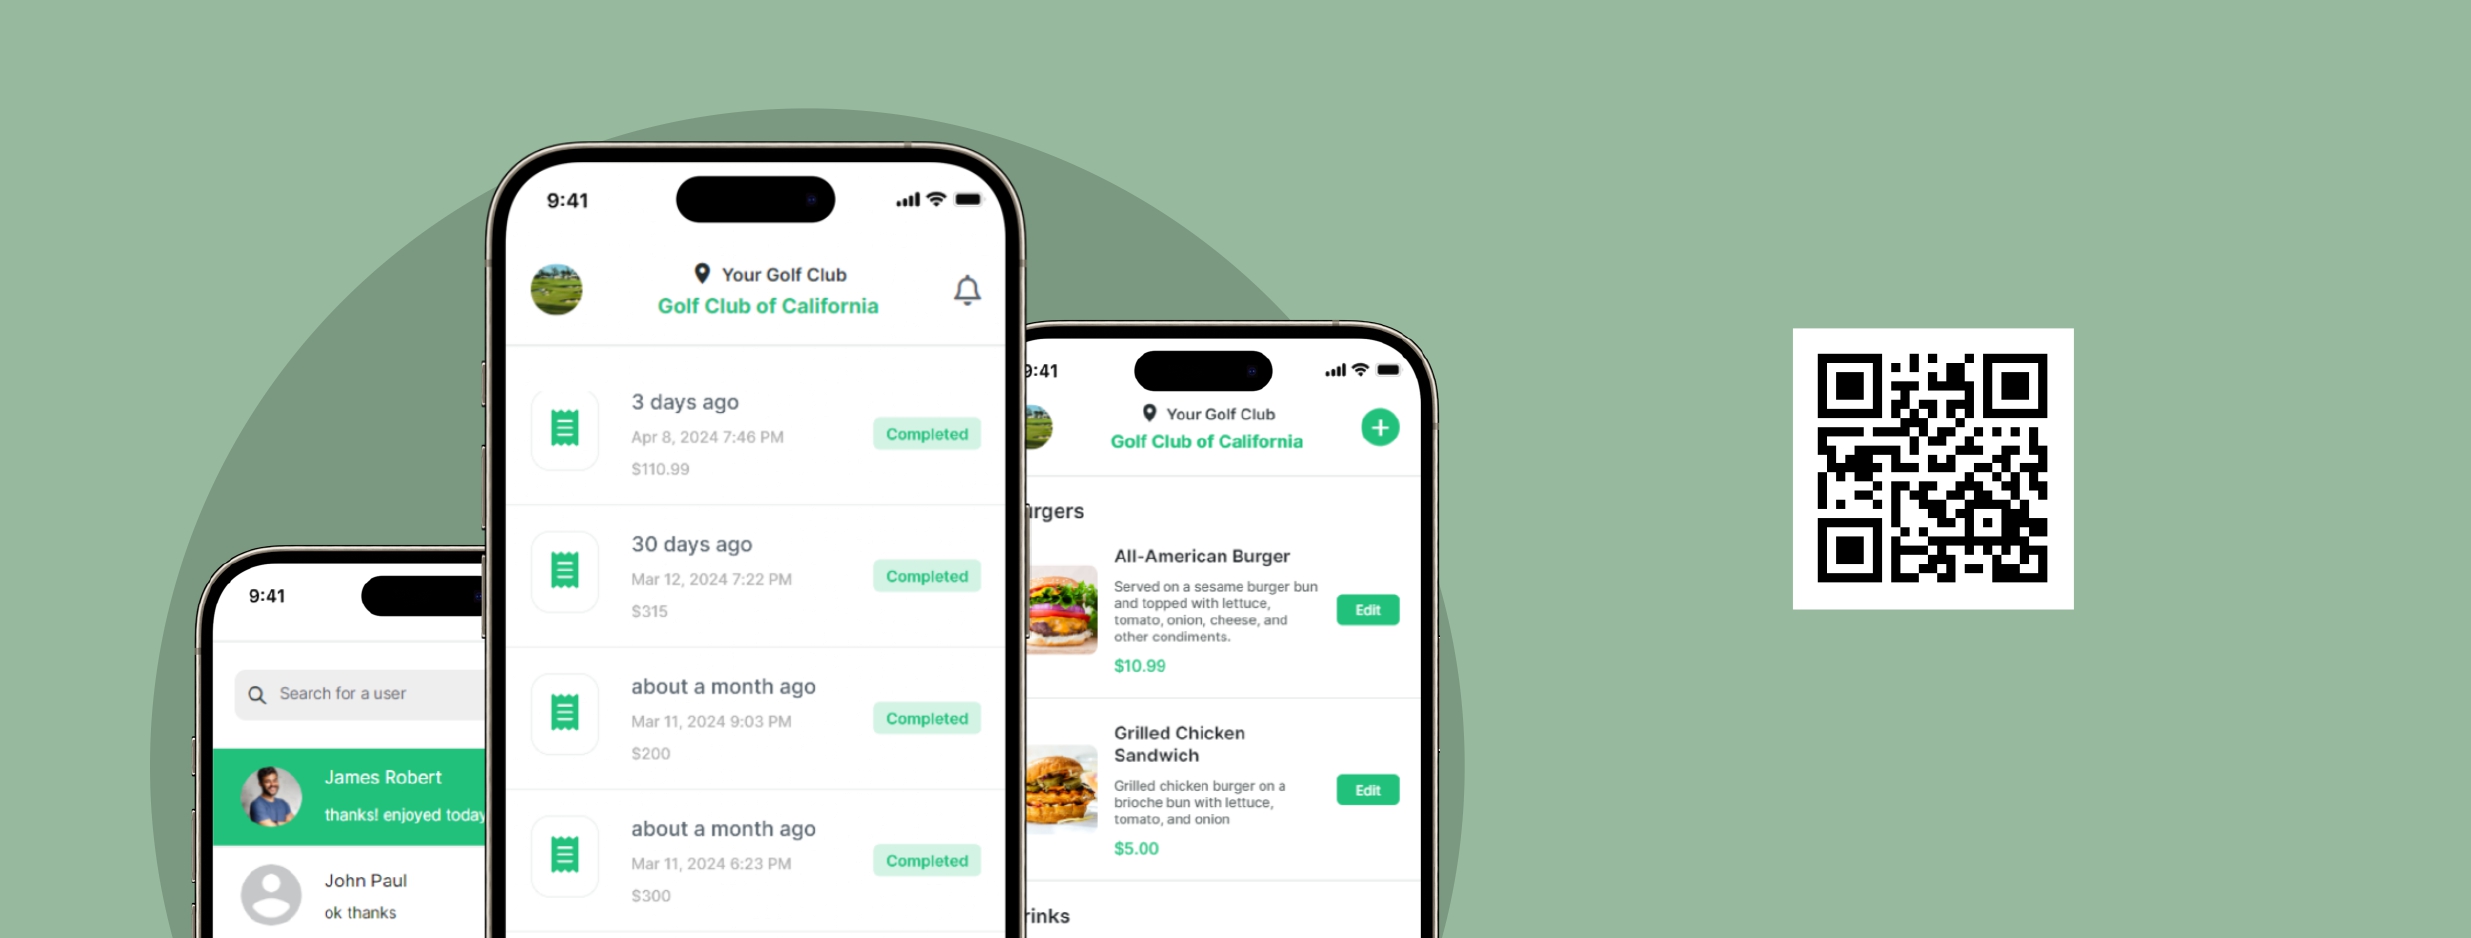 9:41
Search for a user
James Robert
thanks! enjoyed today
John Paul
ok thanks
9:41
Your Golf Club
Golf Club of California
3 days ago
Apr 8, 2024 7:46 PM
$110.99
Completed
30 days ago
Mar 12, 2024 7:22 PM
$315
Completed
about a month ago
Mar 11, 2024 9:03 PM
$200
Completed
about a month ago
Mar 11, 2024 6:23 PM
$300
Completed
9:41
Your Golf Club
Golf Club of California
urgers
All-American Burger
Served on a sesame burger bun
and topped with lettuce,
tomato, onion, cheese, and
other condiments.
$10.99
Edit
Grilled Chicken
Sandwich
Grilled chicken burger on a
brioche bun with lettuce,
tomato, and onion
$5.00
Edit
rinks